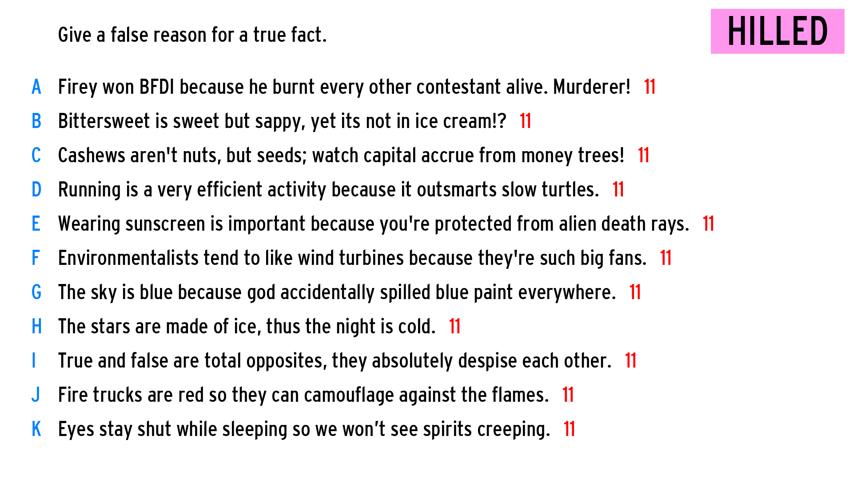 Give a false reason for a true fact.
HILLED
A Firey won BFDI because he burnt every other contestant alive. Murderer! 11
B Bittersweet is sweet but sappy, yet its not in ice cream!? 11
C Cashews aren't nuts, but seeds; watch capital accrue from money trees! 11
D Running is a very efficient activity because it outsmarts slow turtles. 11
E Wearing sunscreen is important because you're protected from alien death rays. 11
F Environmentalists tend to like wind turbines because they're such big fans. 11
G The sky is blue because god accidentally spilled blue paint everywhere. 11
H The stars are made of ice, thus the night is cold. 11
I True and false are total opposites, they absolutely despise each other. 11
J Fire trucks are red so they can camouflage against the flames. 11
K Eyes stay shut while sleeping so we won’t see spirits creeping. 11